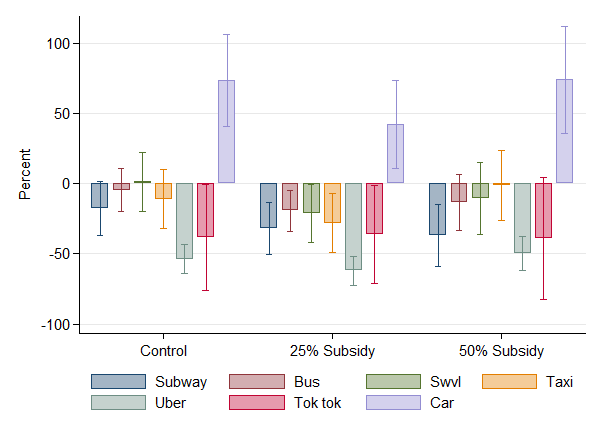 100
50
0
-50
-100
Percent
Control 25% Subsidy 50% Subsidy
Subway Bus Swvl Taxi
Uber Tok tok Car